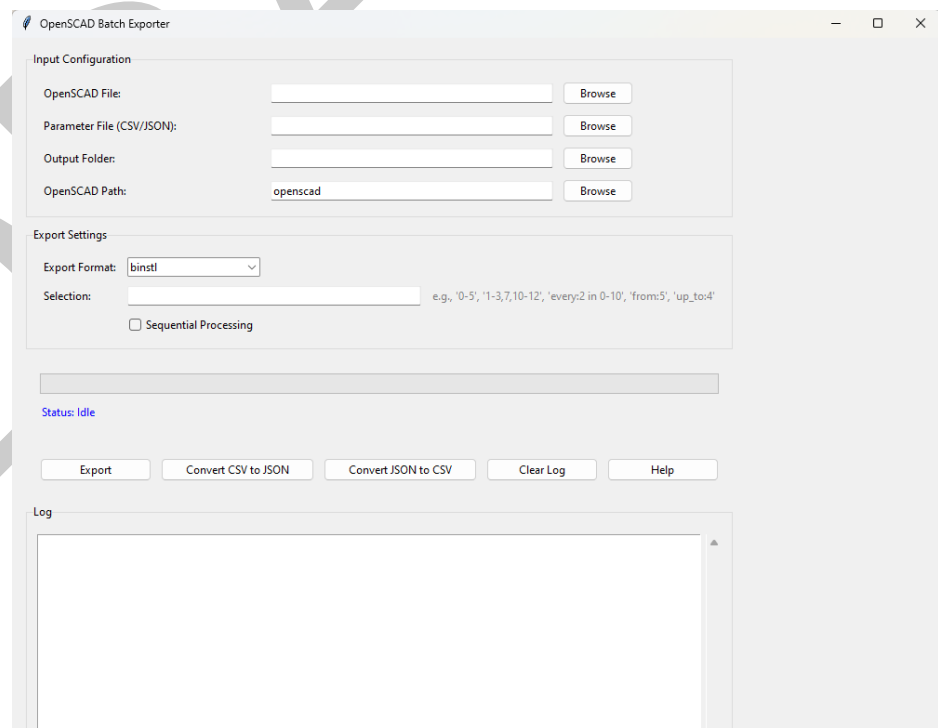 OpenSCAD Batch Exporter
Input Configuration
OpenSCAD File: Browse
Parameter File (CSV/JSON): Browse
Output Folder: Browse
OpenSCAD Path: openscad Browse
Export Settings
Export Format: binstl
Selection: e.g., '0-5', '1-3,7,10-12', 'every:2 in 0-10', 'from:5', 'up_to:4'
Sequential Processing
Status: Idle
Export Convert CSV to JSON Convert JSON to CSV Clear Log Help
Log